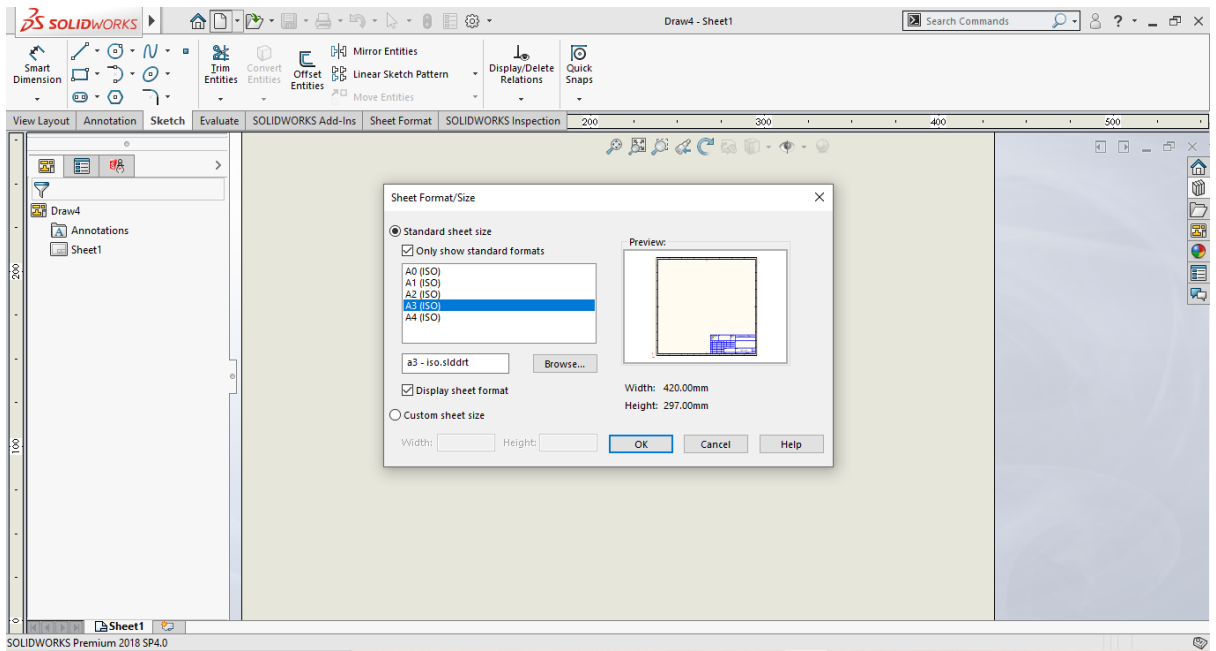 SOLIDWORKS
Draw4 - Sheet1
Search Commands
?
Smart Dimension
Trim Entities
Convert Entities
Offset Entities
Mirror Entities
Linear Sketch Pattern
Move Entities
Display/Delete Relations
Quick Snaps
View Layout Annotation Sketch Evaluate SOLIDWORKS Add-Ins Sheet Format SOLIDWORKS Inspection 200 300 400 500
Draw4
Annotations
Sheet1
200
100
0
Sheet Format/Size
Standard sheet size
Only show standard formats
A0 (ISO)
A1 (ISO)
A2 (ISO)
A3 (ISO)
A4 (ISO)
a3 - iso.slddrt
Browse...
Display sheet format
Custom sheet size
Width: Height:
Preview:
Width: 420.00mm
Height: 297.00mm
OK Cancel Help
Sheet1
SOLIDWORKS Premium 2018 SP4.0